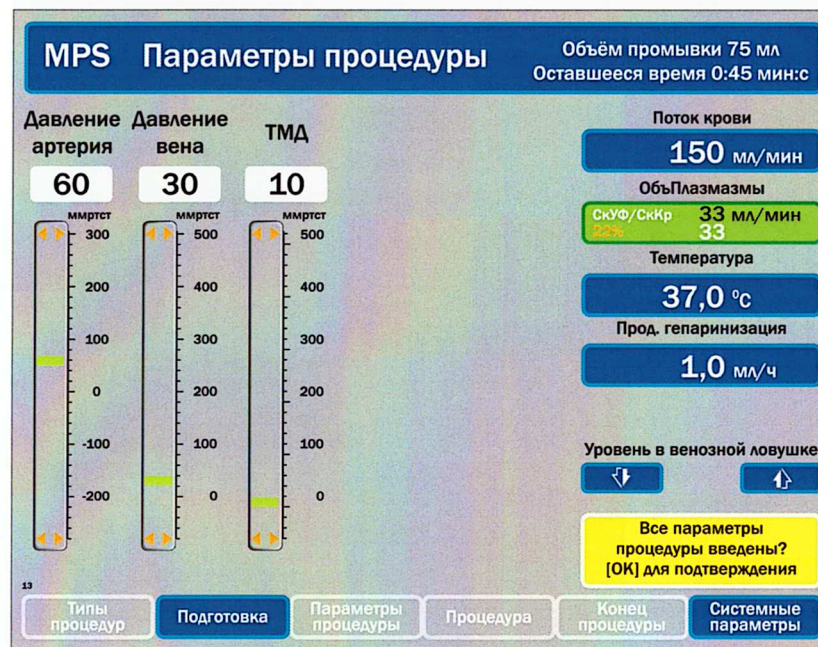 MPS Параметры процедуры
Объём промывки 75 мл
Оставшееся время 0:45 мин:с
Давление артерия
60
ммртст
300
200
100
0
-100
-200
Давление вена
30
ммртст
500
400
300
200
100
0
ТМД
10
ммртст
500
400
300
200
100
0
Поток крови
150 мл/мин
ОбъПлазмазмы
СкУФ/СкКр 33 мл/мин
22% 33
Температура
37,0 ºс
Прод. гепаринизация
1,0 мл/ч
Уровень в венозной ловушке
Все параметры
процедуры введены?
[ОК] для подтверждения
13
Типы
процедур
Подготовка
Параметры
процедуры
Процедура
Конец
процедуры
Системные
параметры